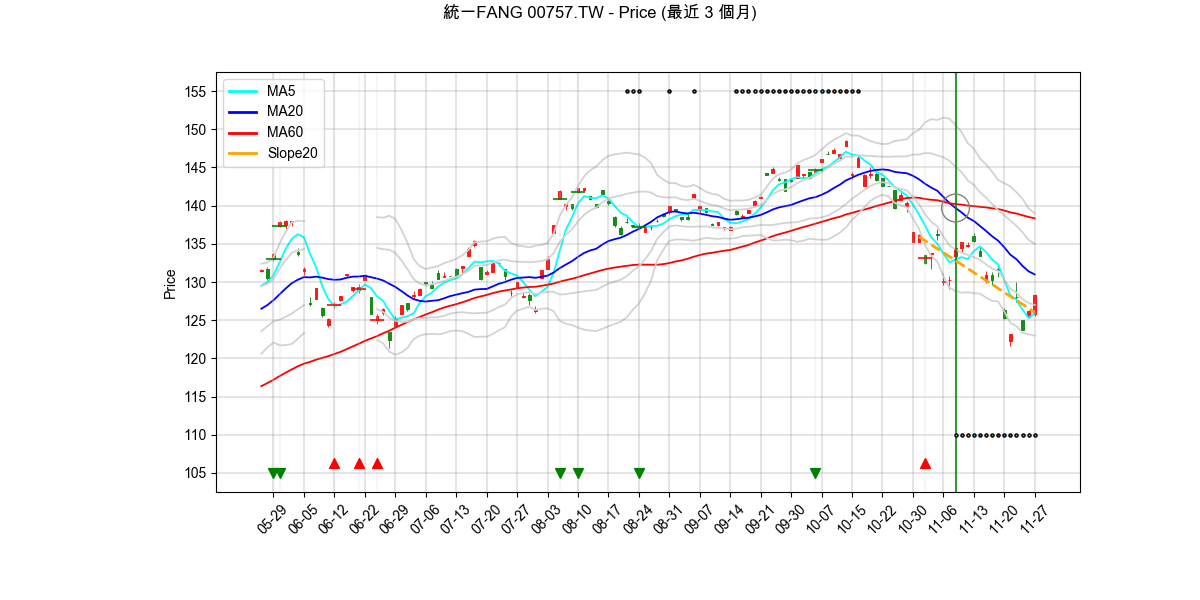 統一FANG 00757.TW - Price (最近 3 個月)
MA5
MA20
MA60
Slope20
Price
155
150
145
140
135
130
125
120
115
110
105
05-29 06-05 06-12 06-22 06-29 07-06 07-13 07-20 07-27 08-03 08-10 08-17 08-24 08-31 09-07 09-14 09-21 09-30 10-07 10-15 10-22 10-30 11-06 11-13 11-20 11-27